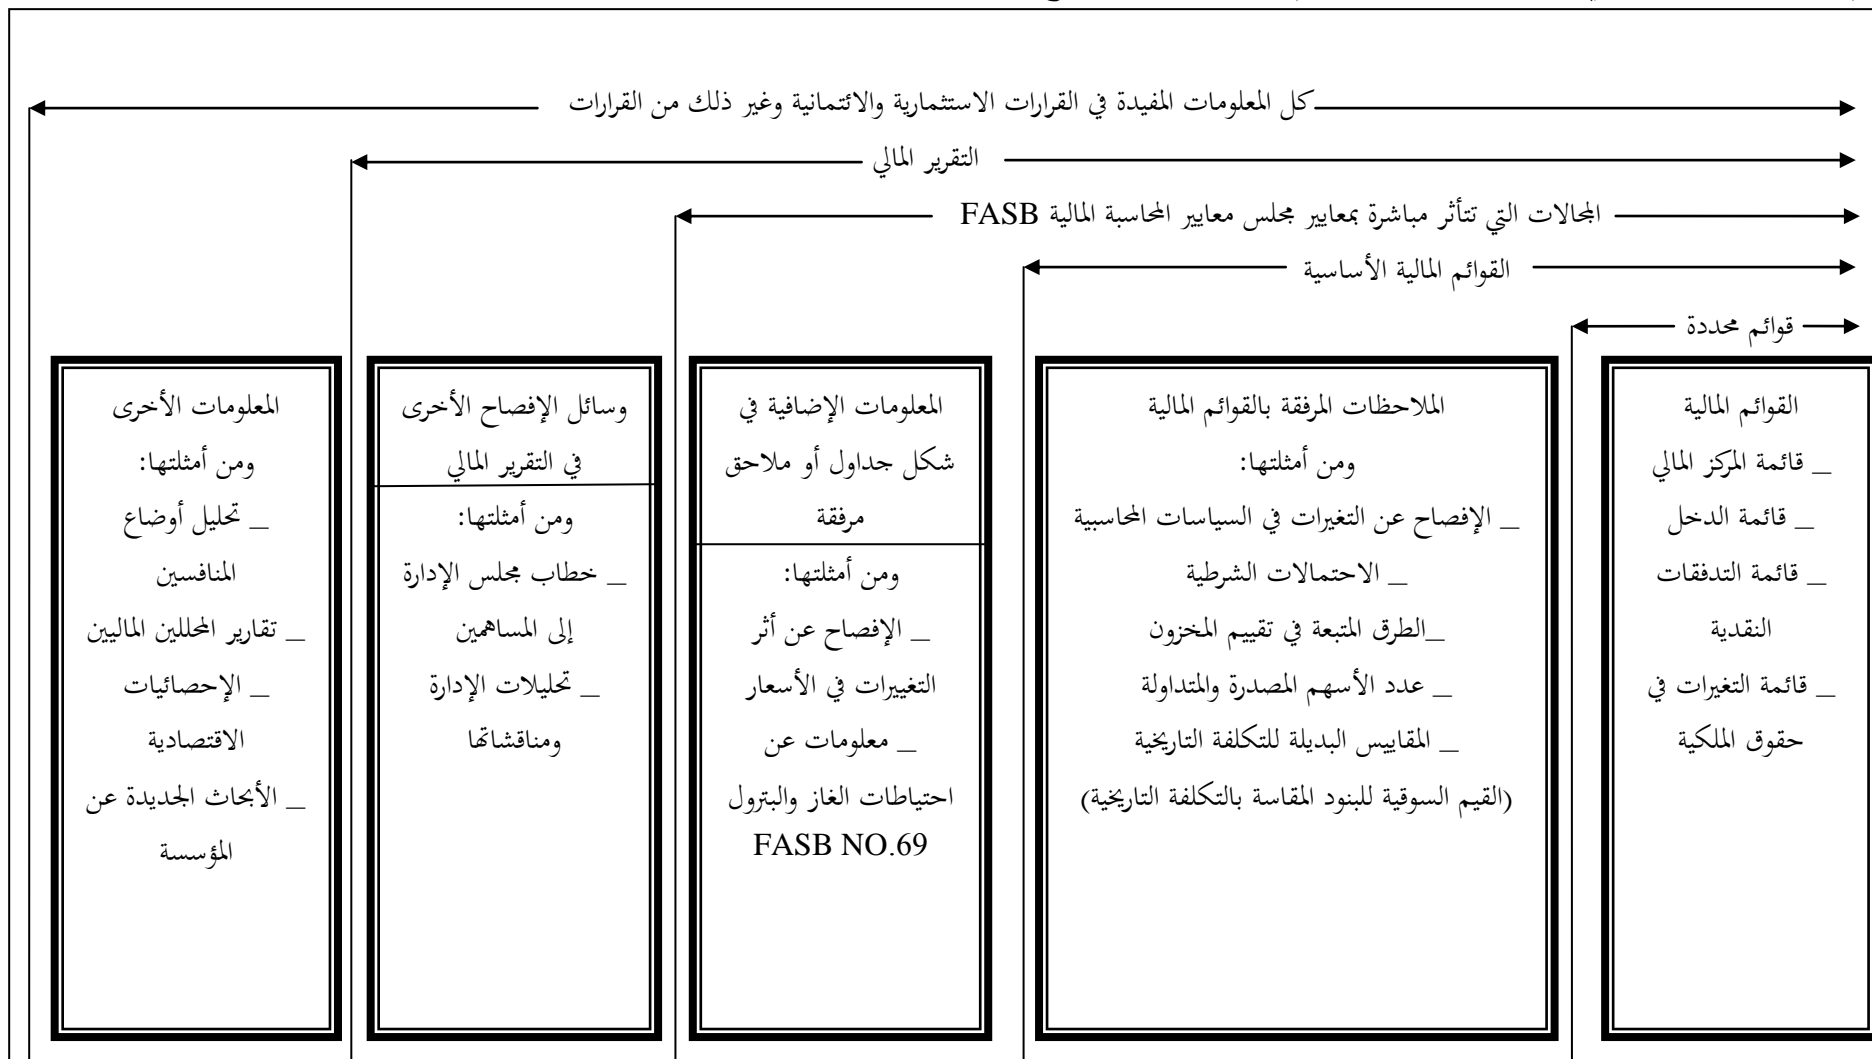 كل المعلومات المفيدة في القرارات الاستثمارية والائتمانية وغير ذلك من القرارات
التقرير المالي
المجالات التي تتأثر مباشرة بمعايير مجلس معايير المحاسبة المالية FASB
القوائم المالية الأساسية
قوائم محددة
القوائم المالية
_ قائمة المركز المالي
_ قائمة الدخل
_ قائمة التدفقات
النقدية
_ قائمة التغيرات في
حقوق الملكية
الملاحظات المرفقة بالقوائم المالية
ومن أمثلتها:
_ الإفصاح عن التغيرات في السياسات المحاسبية
_ الاحتمالات الشرطية
_الطرق المتبعة في تقييم المخزون
_ عدد الأسهم المصدرة والمتداولة
_ المقاييس البديلة للتكلفة التاريخية
(القيم السوقية للبنود المقاسة بالتكلفة التاريخية)
المعلومات الإضافية في
شكل جداول أو ملاحق
مرفقة
ومن أمثلتها:
_ الإفصاح عن أثر
التغييرات في الأسعار
_ معلومات عن
احتياطات الغاز والبترول
FASB NO.69
وسائل الإفصاح الأخرى
في التقرير المالي
ومن أمثلتها:
_ خطاب مجلس الإدارة
إلى المساهمين
_ تحليلات الإدارة
ومناقشاتها
المعلومات الأخرى
ومن أمثلتها:
_ تحليل أوضاع
المنافسين
_ تقارير المحللين الماليين
_ الإحصائيات
الاقتصادية
_ الأبحاث الجديدة عن
المؤسسة